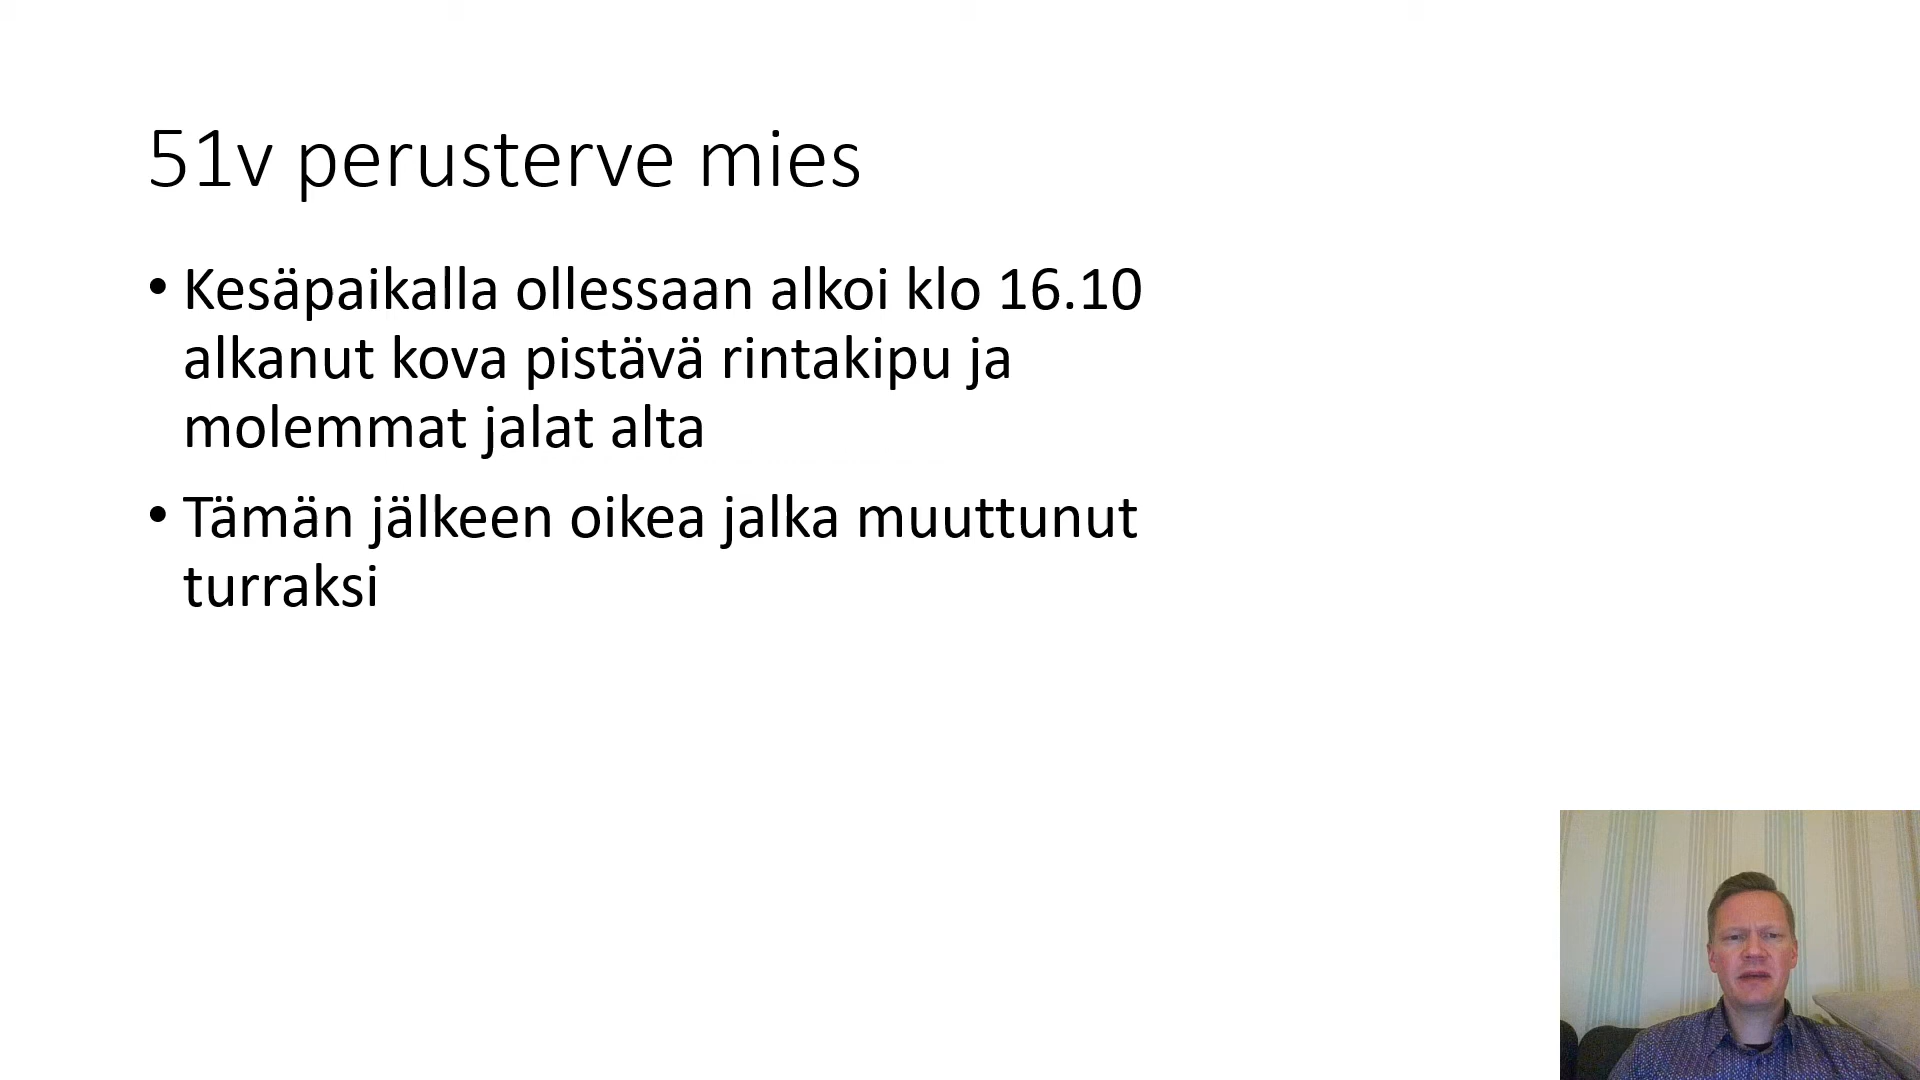 51v perusterve mies
• Kesäpaikalla ollessaan alkoi klo 16.10
alkanut kova pistävä rintakipu ja
molemmat jalat alta
• Tämän jälkeen oikea jalka muuttunut
turraksi